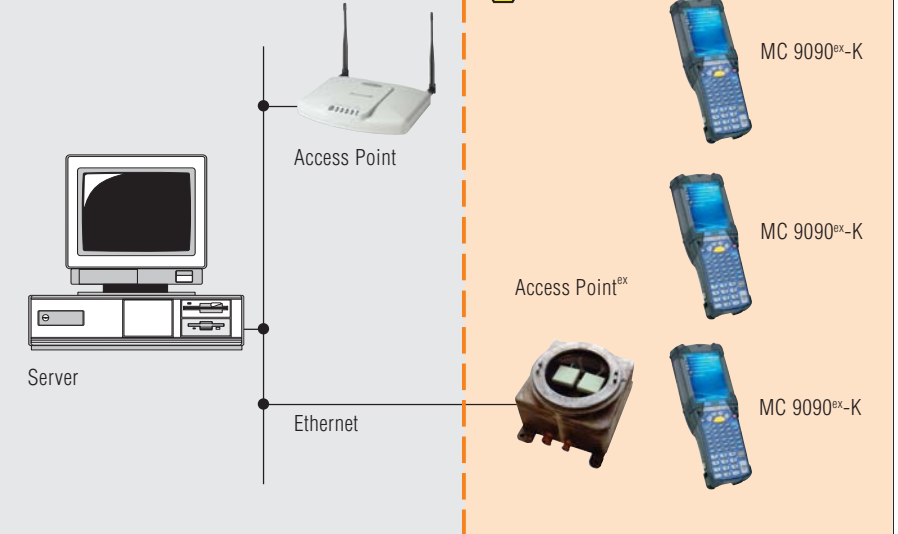 MC 9090ex-K
Access Point
MC 9090ex-K
Access Pointex
Server
MC 9090ex-K
Ethernet